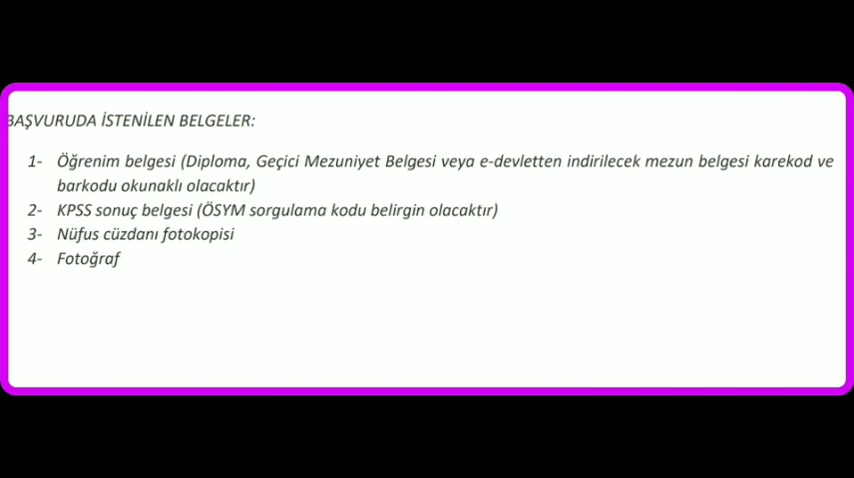 BAŞVURUDA İSTENİLEN BELGELER:
1- Öğrenim belgesi (Diploma, Geçici Mezuniyet Belgesi veya e-devletten indirilecek mezun belgesi karekod ve
barkodu okunaklı olacaktır)
2- KPSS sonuç belgesi (ÖSYM sorgulama kodu belirgin olacaktır)
3- Nüfus cüzdanı fotokopisi
4- Fotoğraf